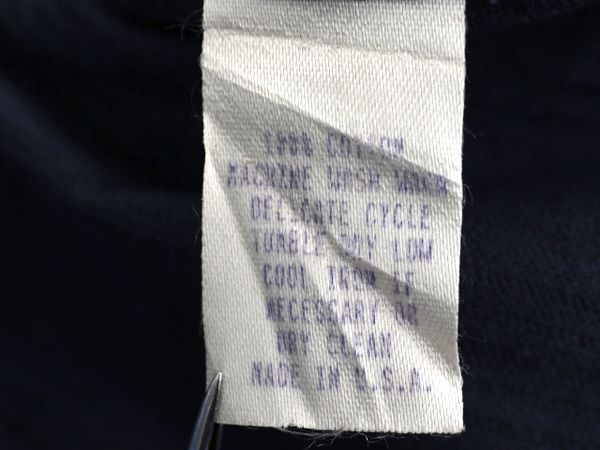 100% COTTON
MACHINE WASH WARM
DELICATE CYCLE
TUMBLE DRY LOW
COOL IRON IF
NECESSARY OR
DRY CLEAN
MADE IN U.S.A.